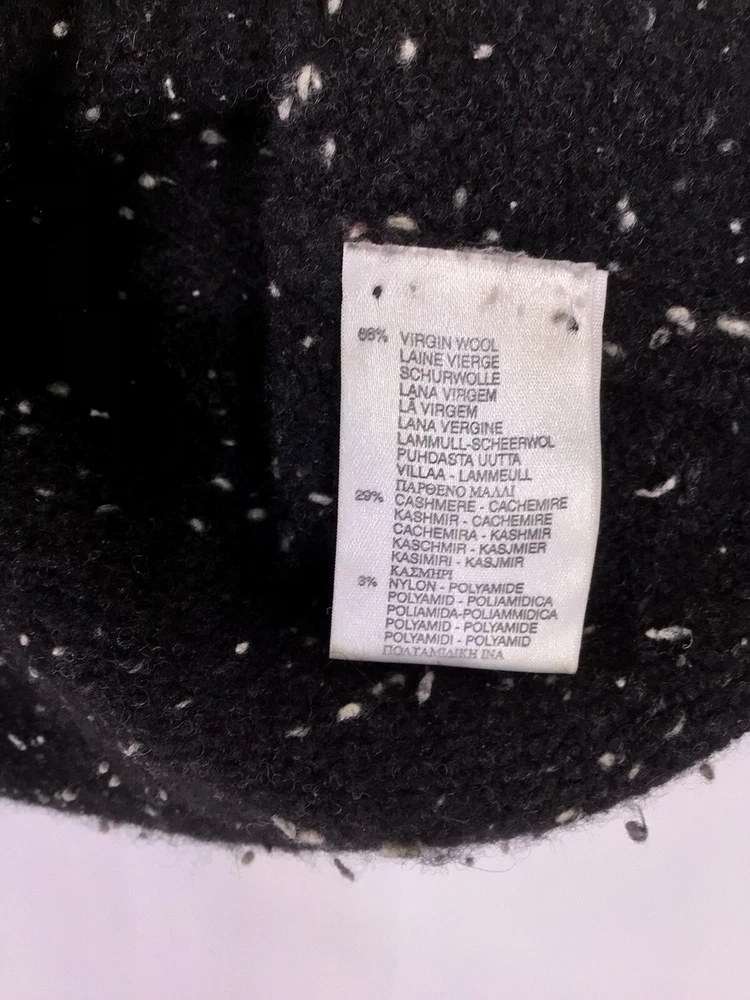 68% VIRGIN WOOL
LAINE VIERGE
SCHURWOLLE
LANA VIRGEM
LÃ VIRGEM
LANA VERGINE
LAMMULL-SCHEERWOL
PUHDASTA UUTTA
VILLAA - LAMMEULL
ΠΑΡΘΕΝΟ ΜΑΛΛΙ
29% CASHMERE - CACHEMIRE
KASHMIR - CACHEMIRE
CACHEMIRA - KASHMIR
KASCHMIR - KASJMIER
KASIMIRI - KASJMIR
ΚΑΣΜΗΡΙ
3% NYLON - POLYAMIDE
POLYAMID - POLIAMIDICA
POLIAMIDA-POLIAMMIDICA
POLYAMID - POLYAMIDE
POLYAMIDI - POLYAMID
ΠΟΛΥΑΜΙΔΙΚΗ ΙΝΑ